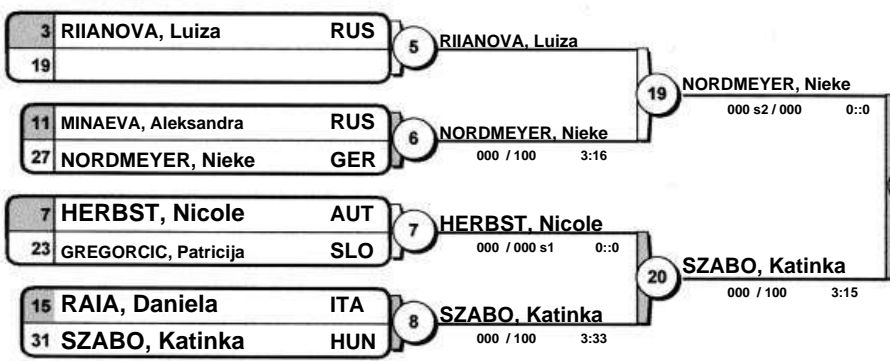 3 RIIANOVA, Luiza RUS
19
5
RIIANOVA, Luiza
11 MINAEVA, Aleksandra RUS
27 NORDMEYER, Nieke GER
6
NORDMEYER, Nieke
000 / 100 3:16
19
NORDMEYER, Nieke
000 s2 / 000 0::0
7 HERBST, Nicole AUT
23 GREGORCIC, Patricija SLO
7
HERBST, Nicole
000 / 000 s1 0::0
15 RAIA, Daniela ITA
31 SZABO, Katinka HUN
8
SZABO, Katinka
000 / 100 3:33
20
SZABO, Katinka
000 / 100 3:15